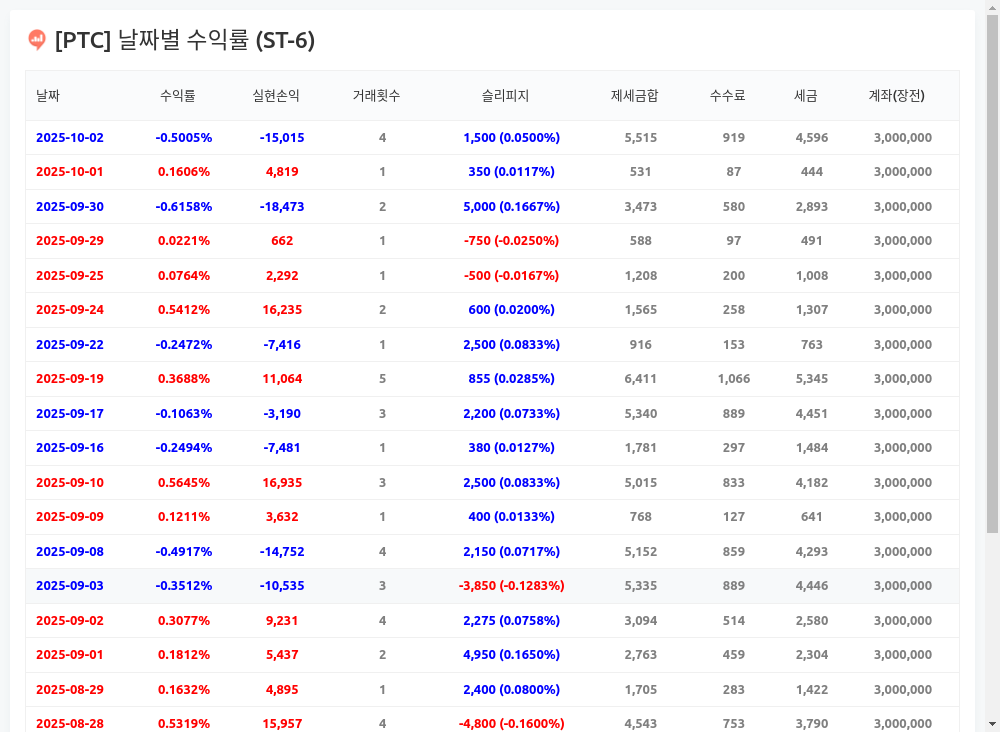 [PTC] 날짜별 수익률 (ST-6)
날짜 수익률 실현손익 거래횟수 슬리피지 제세금합 수수료 세금 계좌(장전)
2025-10-02 -0.5005% -15,015 4 1,500 (0.0500%) 5,515 919 4,596 3,000,000
2025-10-01 0.1606% 4,819 1 350 (0.0117%) 531 87 444 3,000,000
2025-09-30 -0.6158% -18,473 2 5,000 (0.1667%) 3,473 580 2,893 3,000,000
2025-09-29 0.0221% 662 1 -750 (-0.0250%) 588 97 491 3,000,000
2025-09-25 0.0764% 2,292 1 -500 (-0.0167%) 1,208 200 1,008 3,000,000
2025-09-24 0.5412% 16,235 2 600 (0.0200%) 1,565 258 1,307 3,000,000
2025-09-22 -0.2472% -7,416 1 2,500 (0.0833%) 916 153 763 3,000,000
2025-09-19 0.3688% 11,064 5 855 (0.0285%) 6,411 1,066 5,345 3,000,000
2025-09-17 -0.1063% -3,190 3 2,200 (0.0733%) 5,340 889 4,451 3,000,000
2025-09-16 -0.2494% -7,481 1 380 (0.0127%) 1,781 297 1,484 3,000,000
2025-09-10 0.5645% 16,935 3 2,500 (0.0833%) 5,015 833 4,182 3,000,000
2025-09-09 0.1211% 3,632 1 400 (0.0133%) 768 127 641 3,000,000
2025-09-08 -0.4917% -14,752 4 2,150 (0.0717%) 5,152 859 4,293 3,000,000
2025-09-03 -0.3512% -10,535 3 -3,850 (-0.1283%) 5,335 889 4,446 3,000,000
2025-09-02 0.3077% 9,231 4 2,275 (0.0758%) 3,094 514 2,580 3,000,000
2025-09-01 0.1812% 5,437 2 4,950 (0.1650%) 2,763 459 2,304 3,000,000
2025-08-29 0.1632% 4,895 1 2,400 (0.0800%) 1,705 283 1,422 3,000,000
2025-08-28 0.5319% 15,957 4 -4,800 (-0.1600%) 4,543 753 3,790 3,000,000